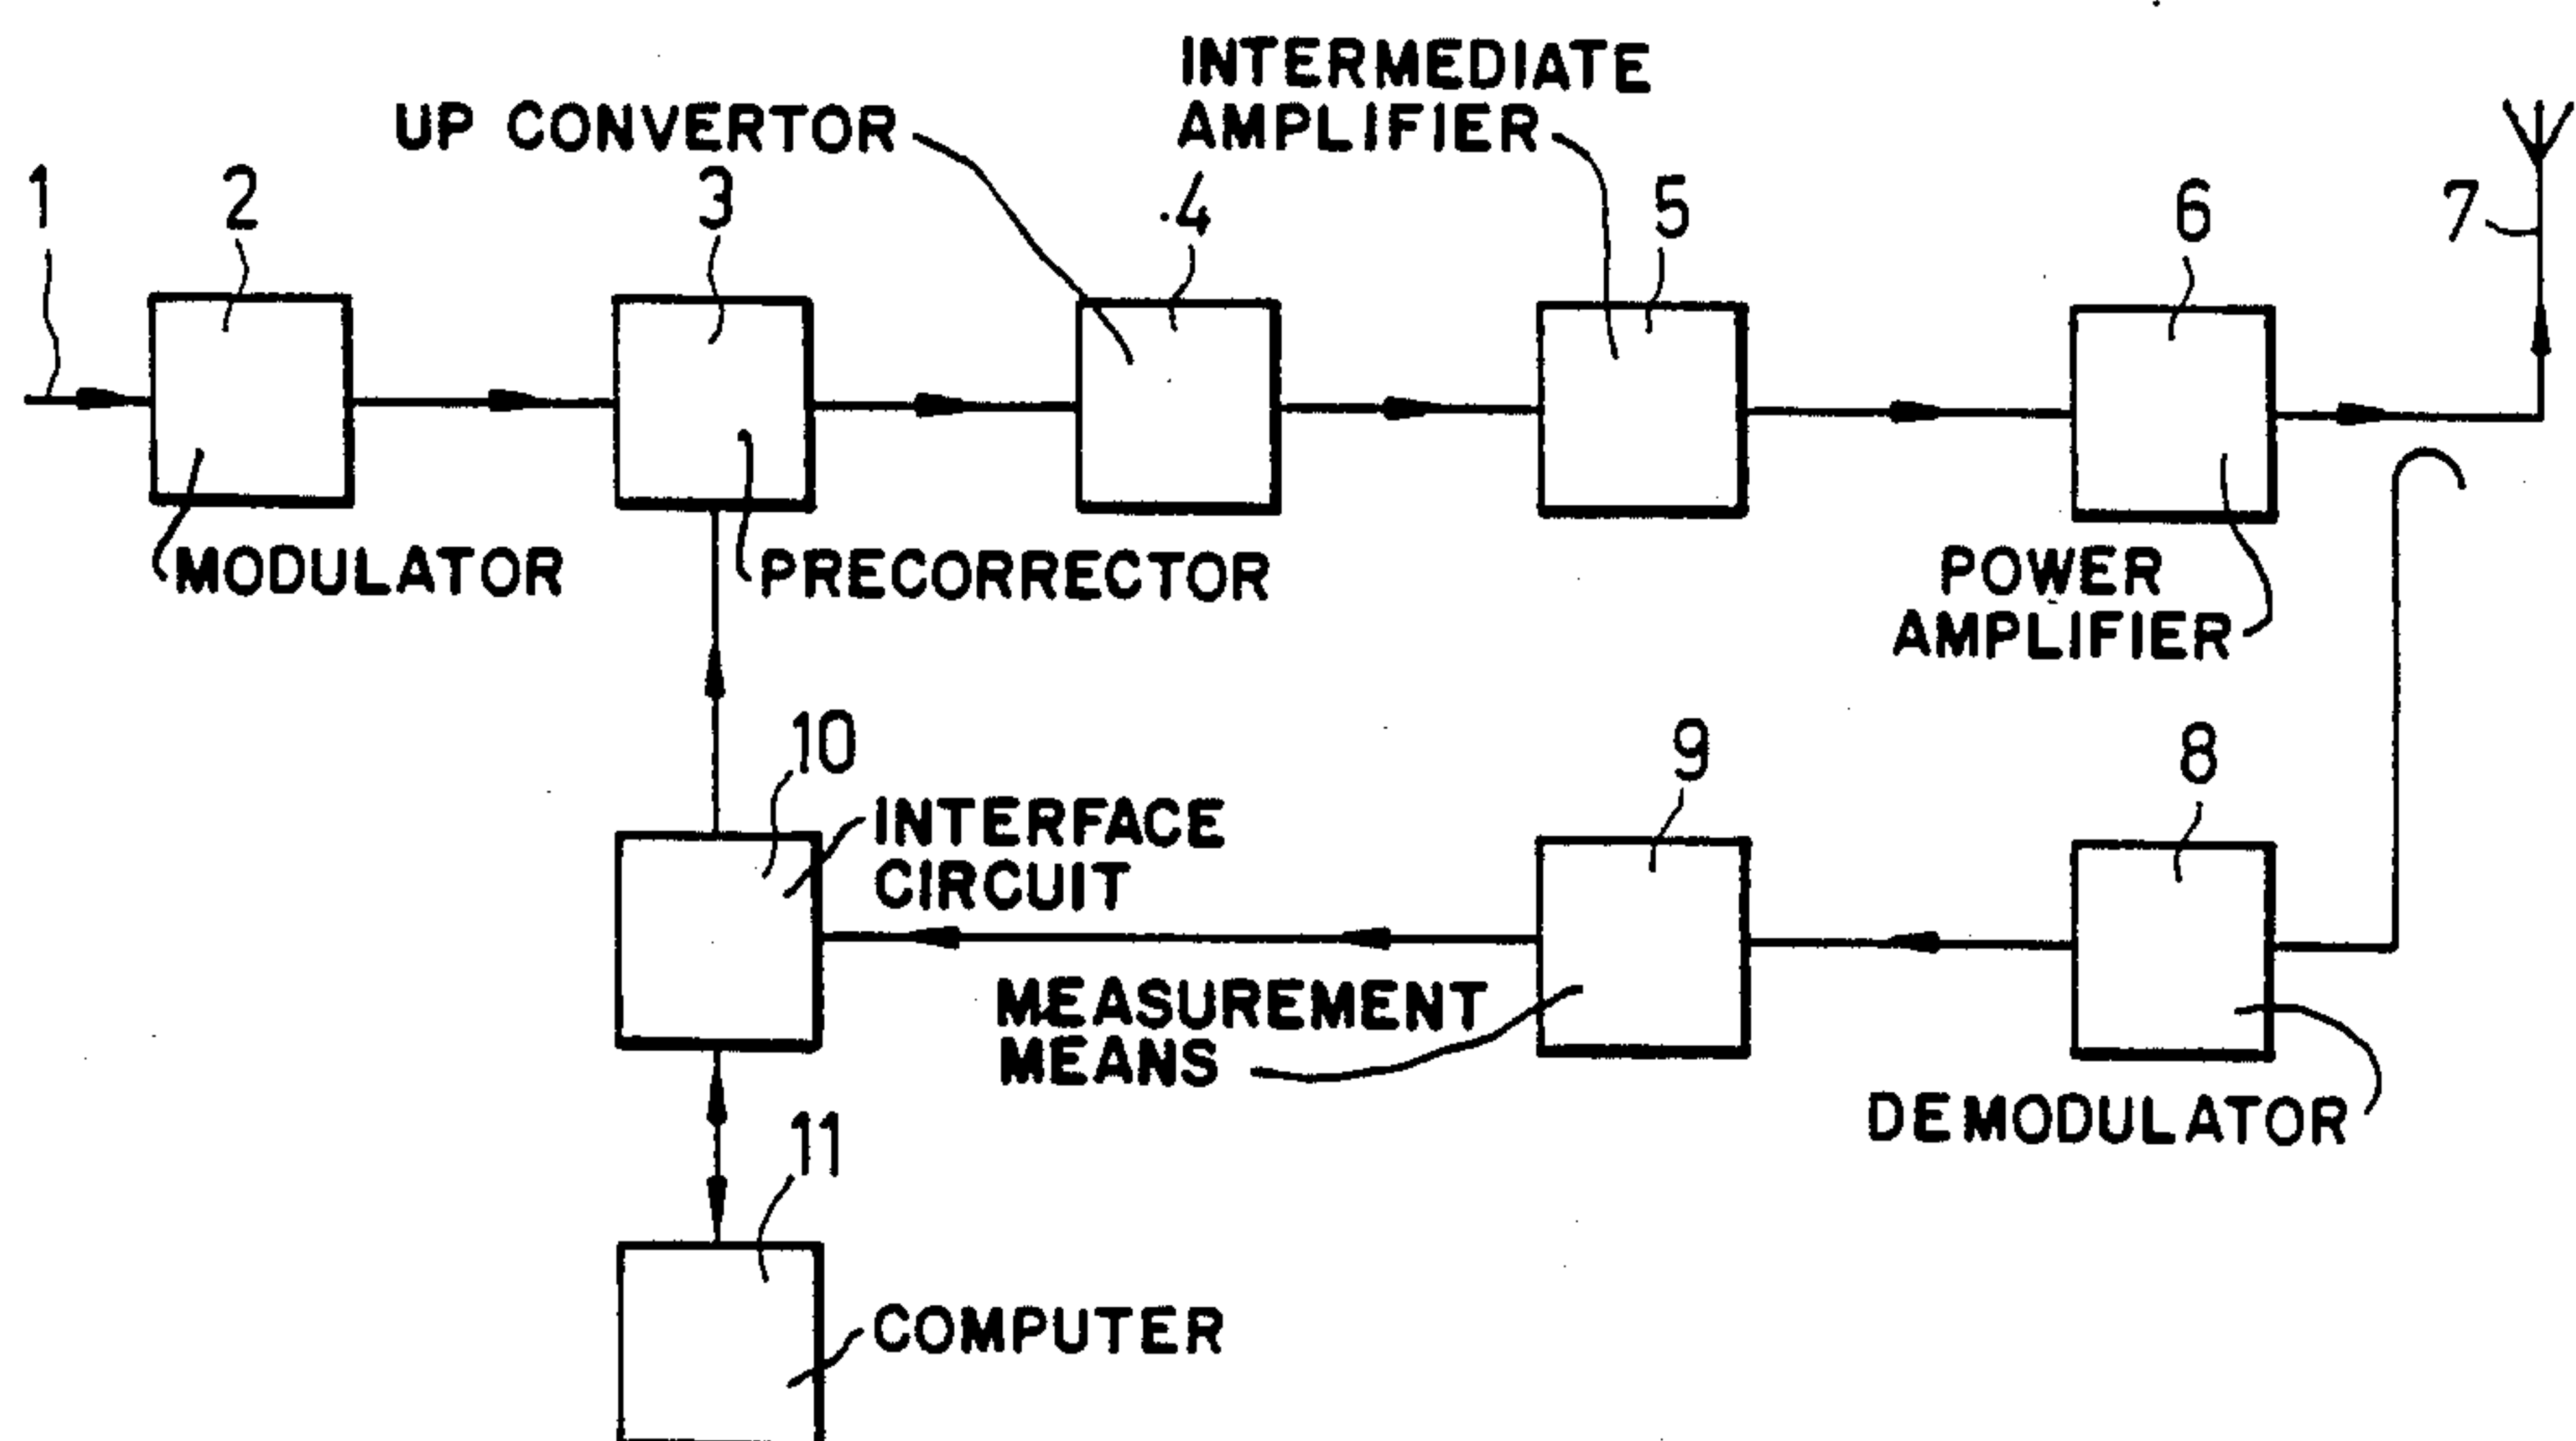 INTERMEDIATE
UP CONVERTOR
AMPLIFIER
1
2
3
4
5
6
7
MODULATOR
PRECORRECTOR
POWER
AMPLIFIER
10
9
8
INTERFACE
CIRCUIT
MEASUREMENT
MEANS
DEMODULATOR
11
COMPUTER